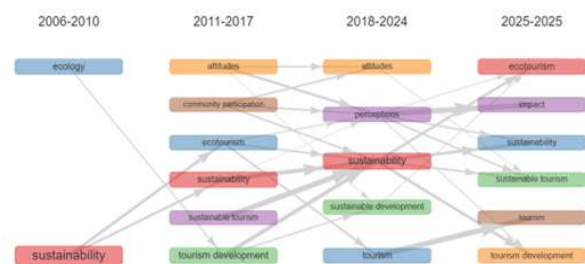 2006-2010
2011-2017
2018-2024
2025-2025
ecology
sustainability
attitudes
community participation
ecotourism
sustainability
sustainable tourism
tourism development
attitudes
perceptions
sustainability
sustainable development
tourism
ecotourism
impact
sustainability
sustainable tourism
tourism
tourism development